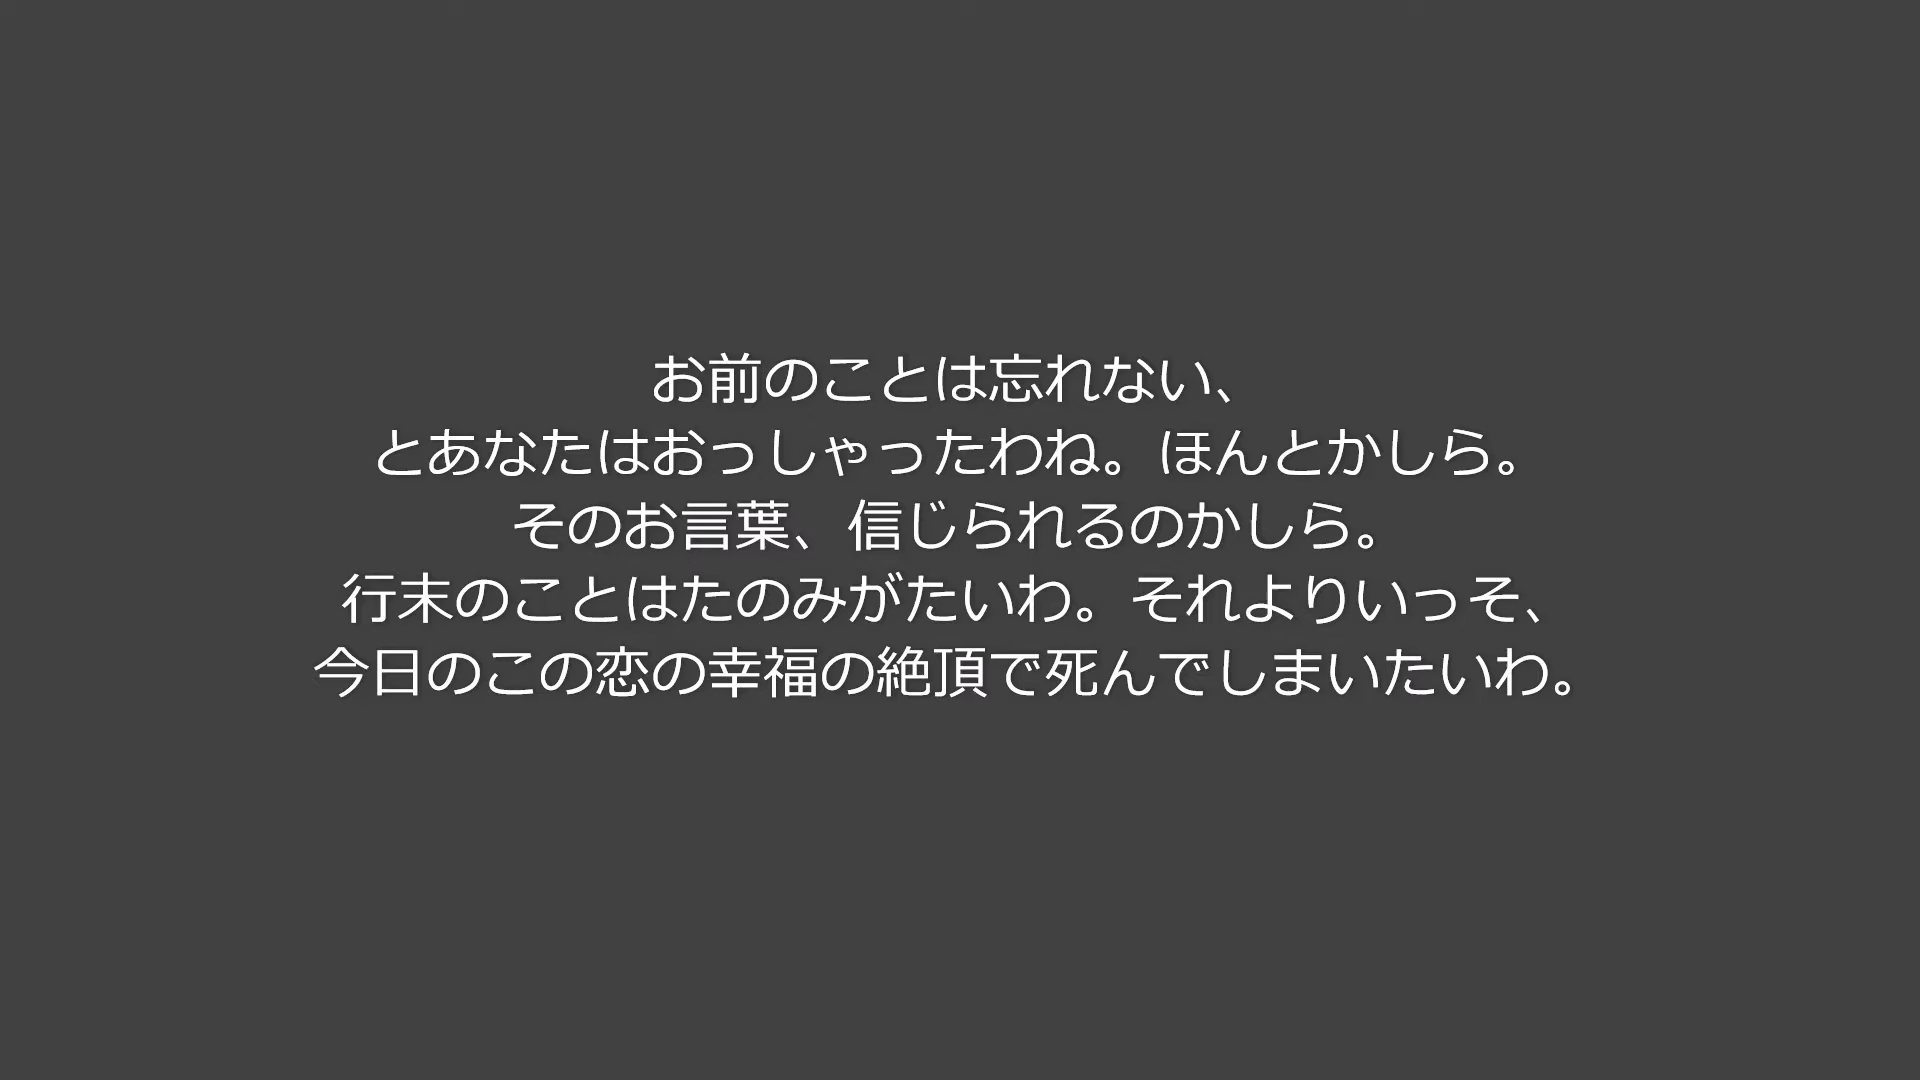 お前のことは忘れない、
とあなたはおっしゃったわね。ほんとかしら。
そのお言葉、信じられるのかしら。
行末のことはたのみがたいわ。それよりいっそ、
今日のこの恋の幸福の絶頂で死んでしまいたいわ。